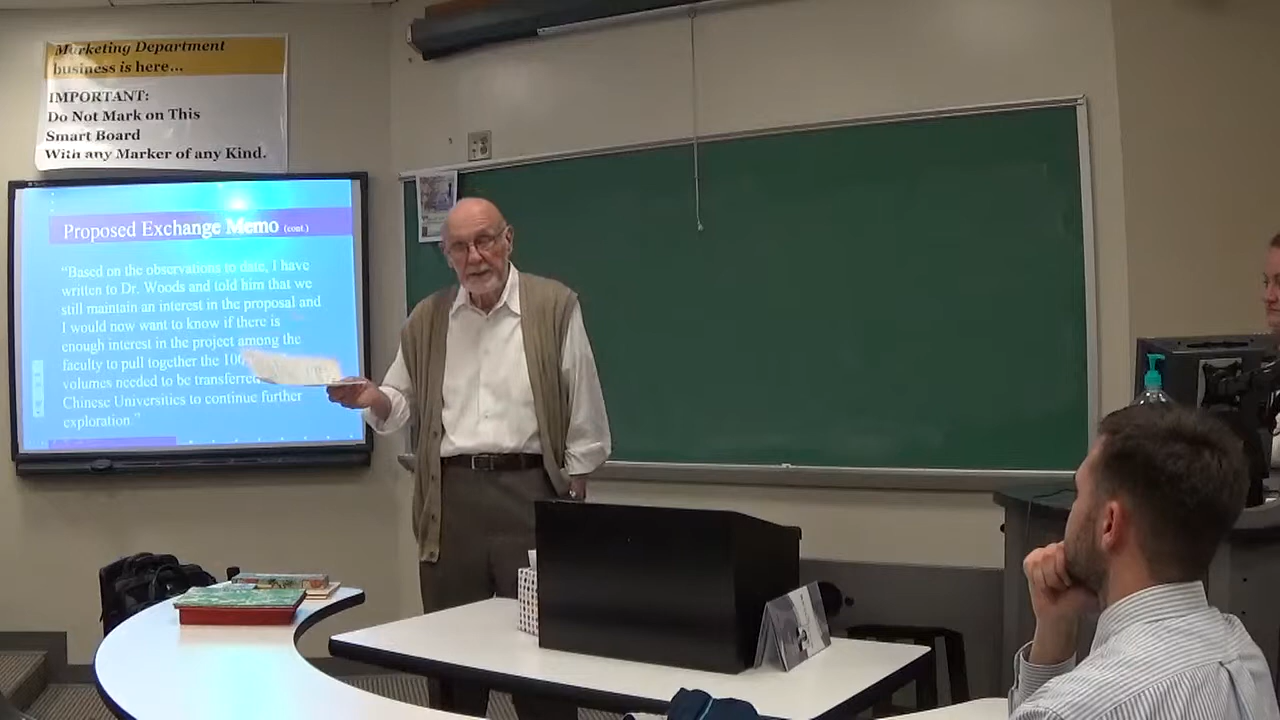 Marketing Department
business is here...
IMPORTANT:
Do Not Mark on This
Smart Board
With any Marker of any Kind.
Proposed Exchange Memo (cont.)
“Based on the observations to date, I have
written to Dr. Woods and told him that we
still maintain an interest in the proposal and
I would now want to know if there is
enough interest in the project among the
faculty to pull together the
volumes needed to be transferred
Chinese Universities to continue further
exploration.”